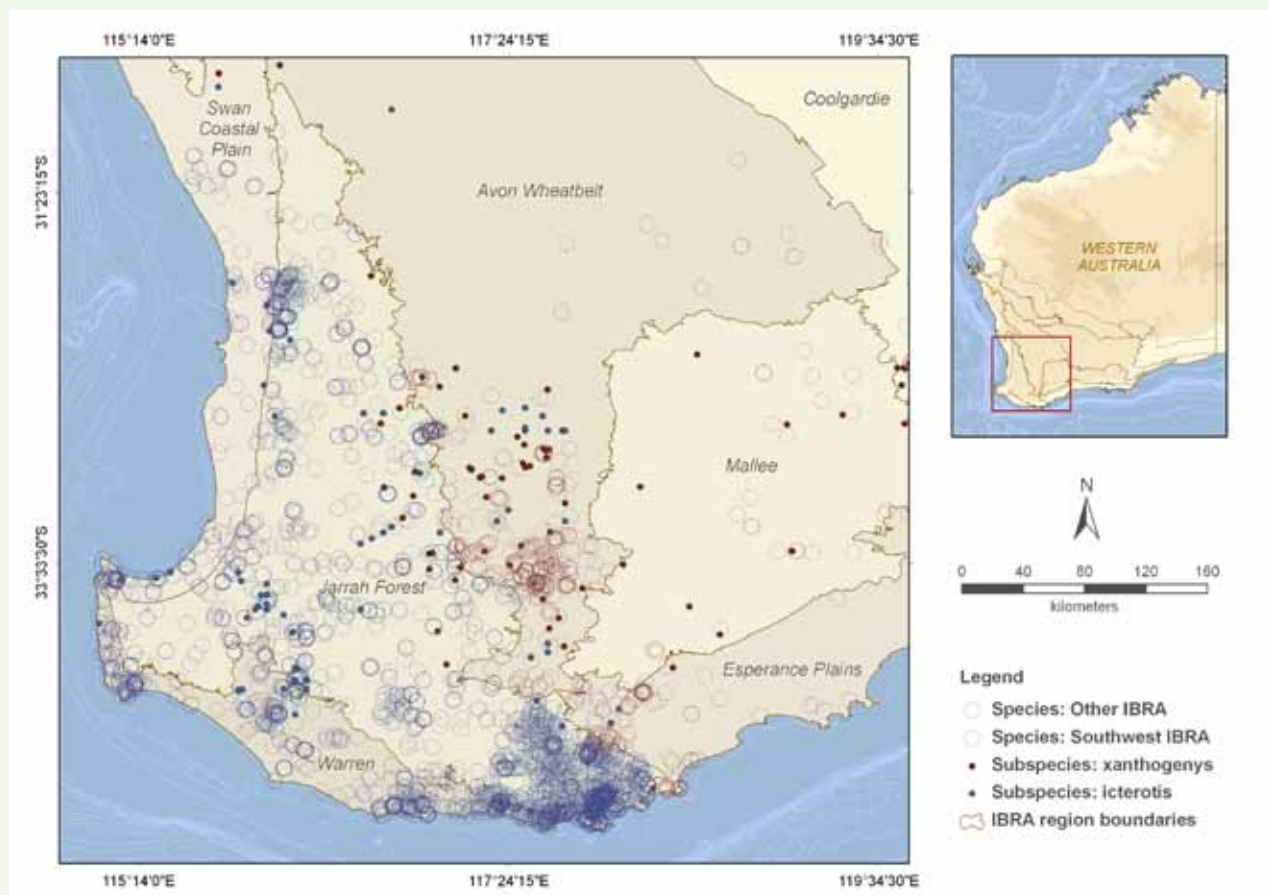 115°14'0"E 117°24'15"E 119°34'30"E
Coolgardie
Swan
Coastal
Plain
31°23'15"S
Avon Wheatbelt
WESTERN
AUSTRALIA
Mallee
N
33°33'30"S
Jarrah Forest
0 40 80 120 160
kilometers
Esperance Plains
Warren
Legend
Species: Other IBRA
Species: Southwest IBRA
Subspecies: xanthogenys
Subspecies: icterotis
IBRA region boundaries
115°14'0"E 117°24'15"E 119°34'30"E